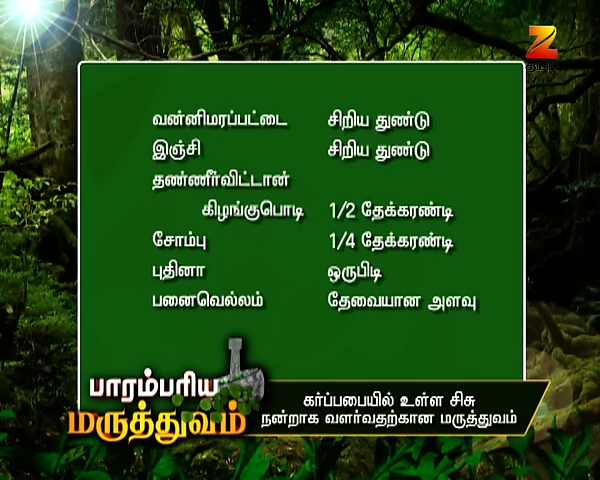 தமிழ்
வன்னிமரப்பட்டை சிறிய துண்டு
இஞ்சி சிறிய துண்டு
தண்ணீர்விட்டான்
கிழங்குபொடி 1/2 தேக்கரண்டி
சோம்பு 1/4 தேக்கரண்டி
புதினா ஒருபிடி
பனைவெல்லம் தேவையான அளவு
பாரம்பரிய
மருத்துவம்
கர்ப்பபையில் உள்ள சிசு
நன்றாக வளர்வதற்கான மருத்துவம்